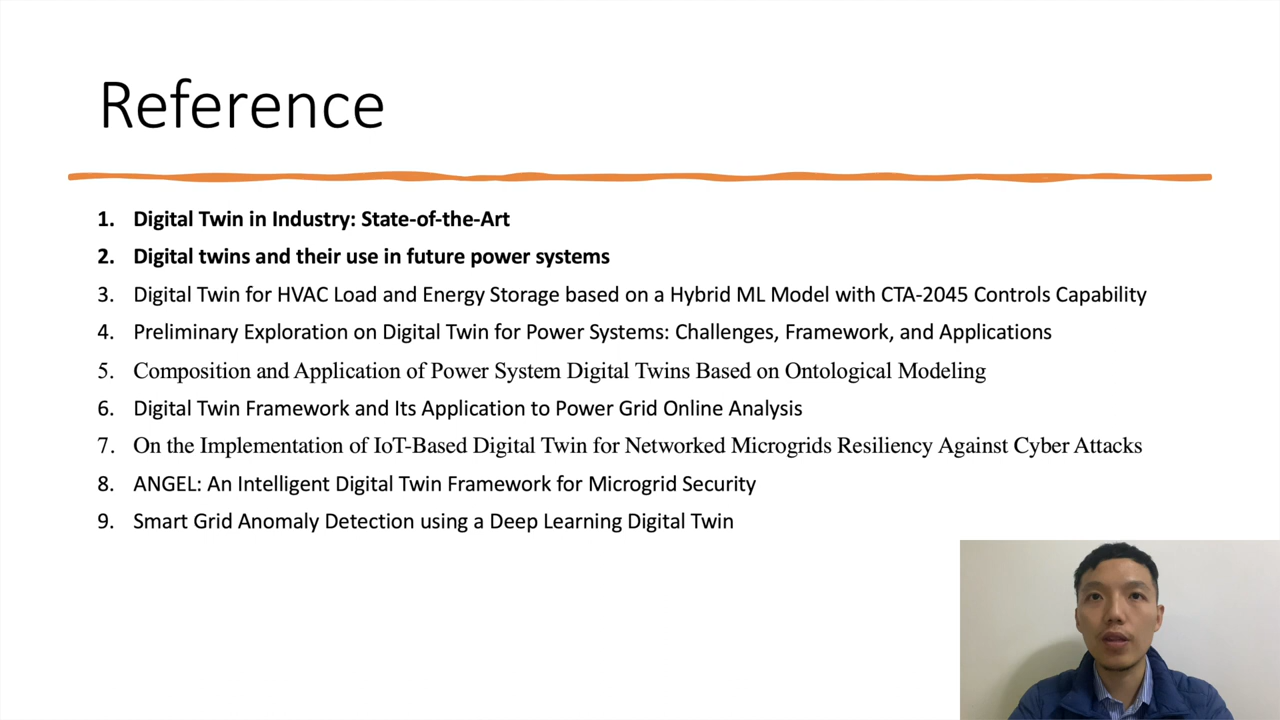 Reference
1. Digital Twin in Industry: State-of-the-Art
2. Digital twins and their use in future power systems
3. Digital Twin for HVAC Load and Energy Storage based on a Hybrid ML Model with CTA-2045 Controls Capability
4. Preliminary Exploration on Digital Twin for Power Systems: Challenges, Framework, and Applications
5. Composition and Application of Power System Digital Twins Based on Ontological Modeling
6. Digital Twin Framework and Its Application to Power Grid Online Analysis
7. On the Implementation of IoT-Based Digital Twin for Networked Microgrids Resiliency Against Cyber Attacks
8. ANGEL: An Intelligent Digital Twin Framework for Microgrid Security
9. Smart Grid Anomaly Detection using a Deep Learning Digital Twin